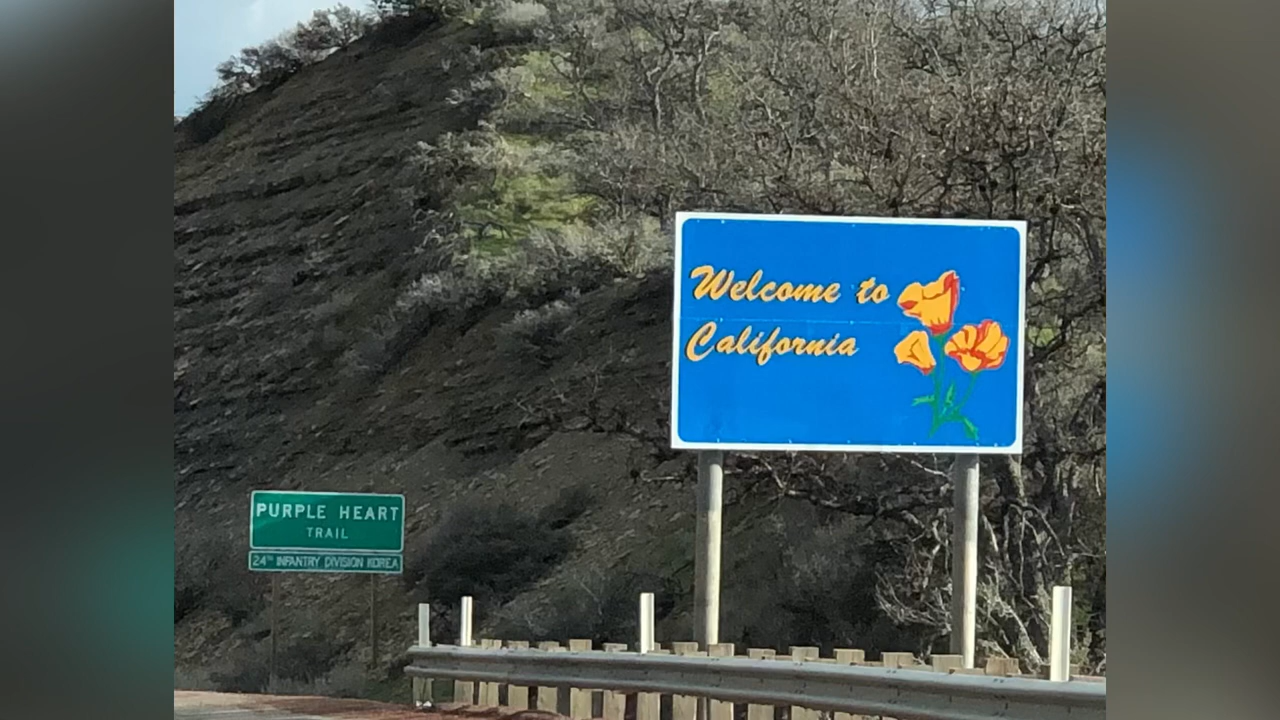 Welcome to
California
PURPLE HEART
TRAIL
24TH INFANTRY DIVISION KOREA